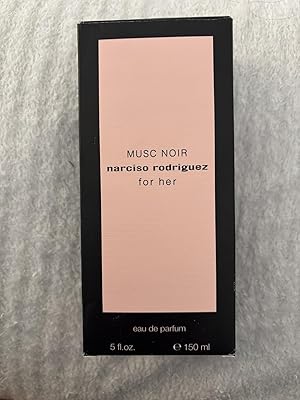 MUSC NOIR
narciso rodriguez
for her
eau de parfum
5 fl.oz. ℮ 150 ml